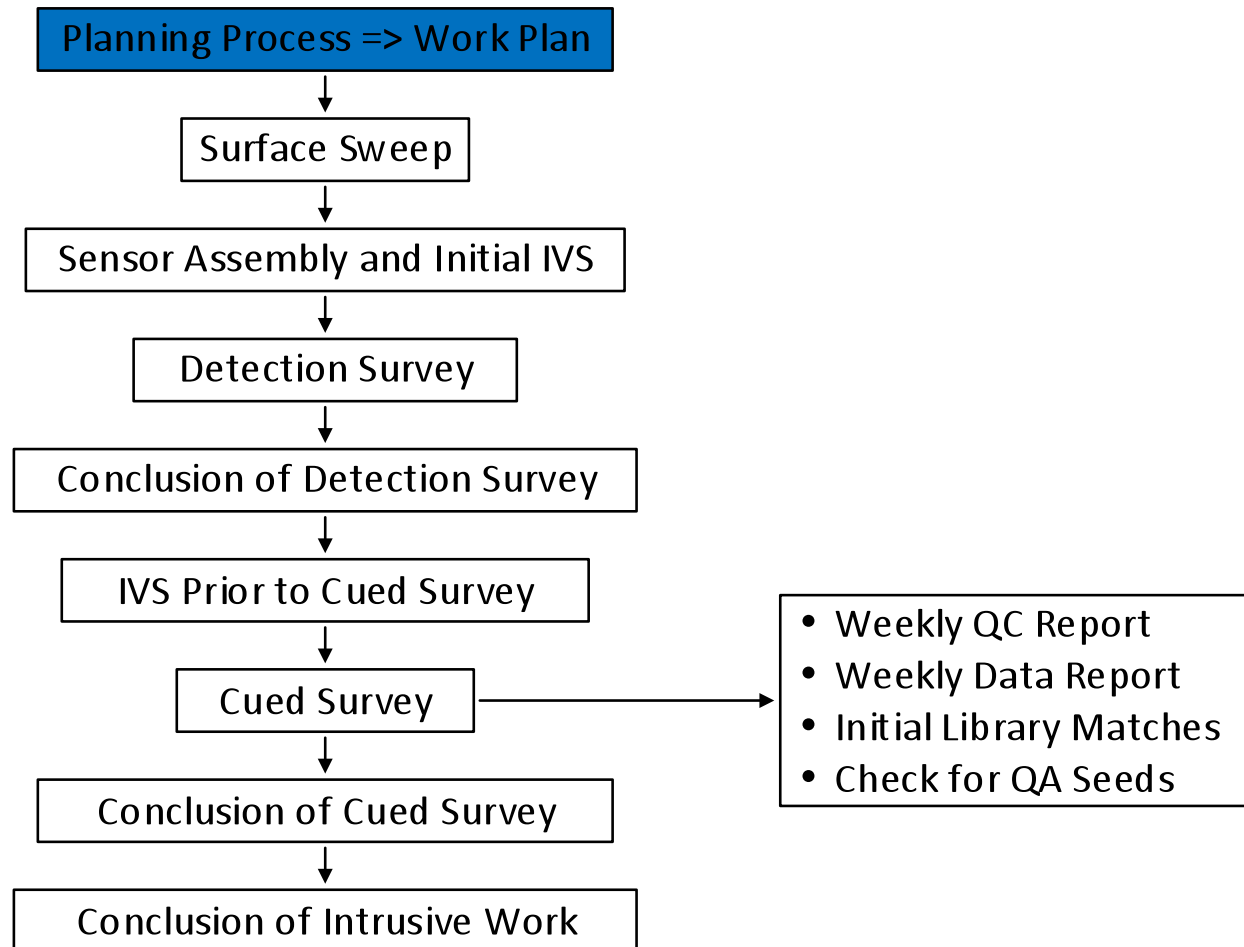 Planning Process => Work Plan
Surface Sweep
Sensor Assembly and Initial IVS
Detection Survey
Conclusion of Detection Survey
IVS Prior to Cued Survey
Cued Survey
• Weekly QC Report
• Weekly Data Report
• Initial Library Matches
• Check for QA Seeds
Conclusion of Cued Survey
Conclusion of Intrusive Work